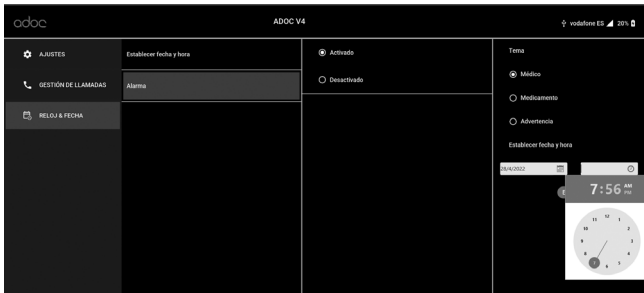 adoc
ADOC V4
vodafone ES
20%
AJUSTES
GESTIÓN DE LLAMADAS
RELOJ & FECHA
Establecer fecha y hora
Alarma
Activado
Desactivado
Tema
Médico
Medicamento
Advertencia
Establecer fecha y hora
28/4/2022
E
7:56 AM
PM
12
1
2
3
4
5
6
7
8
9
10
11